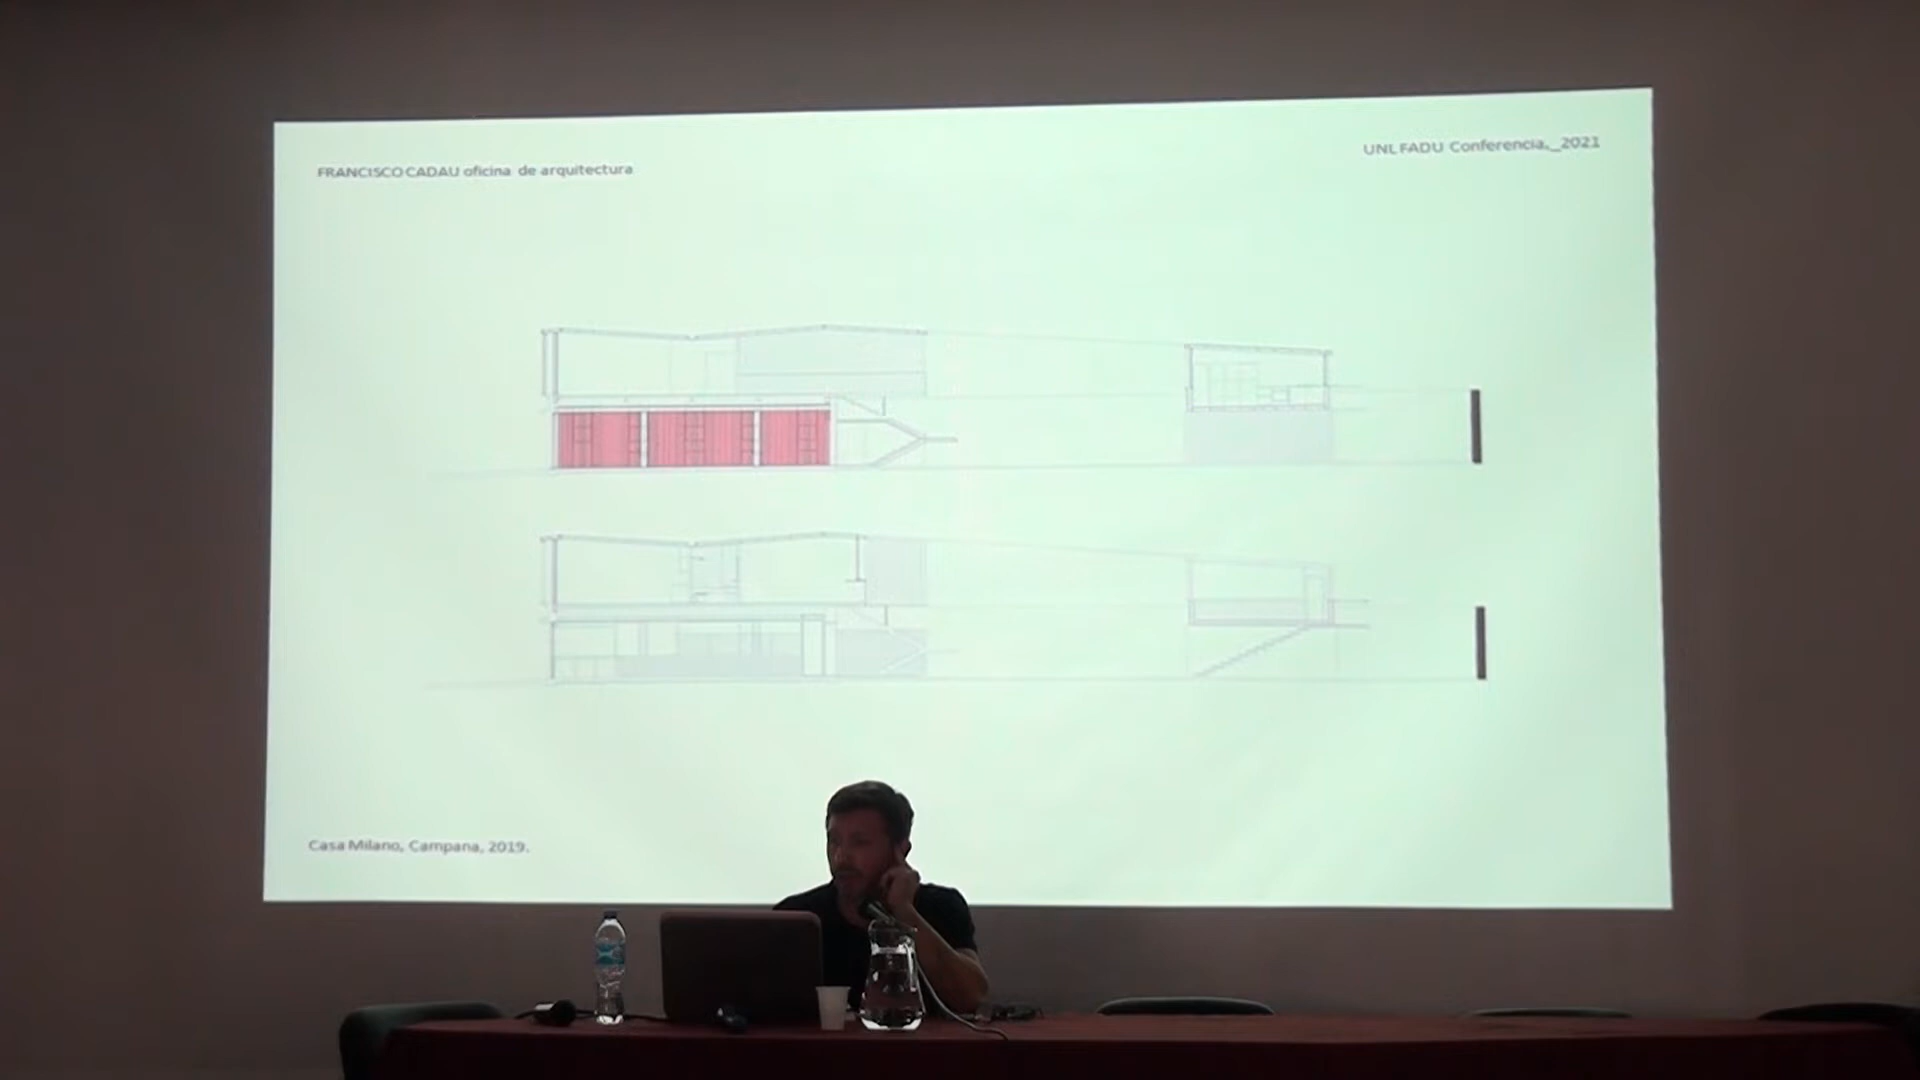 FRANCISCO CADAU oficina de arquitectura
UNL FADU Conferencia,_2021
Casa Milano, Campana, 2019.